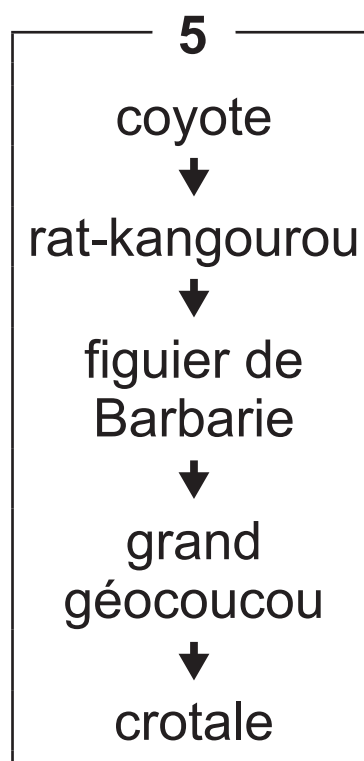 5
coyote
rat-kangourou
figuier de
Barbarie
grand
géocoucou
crotale